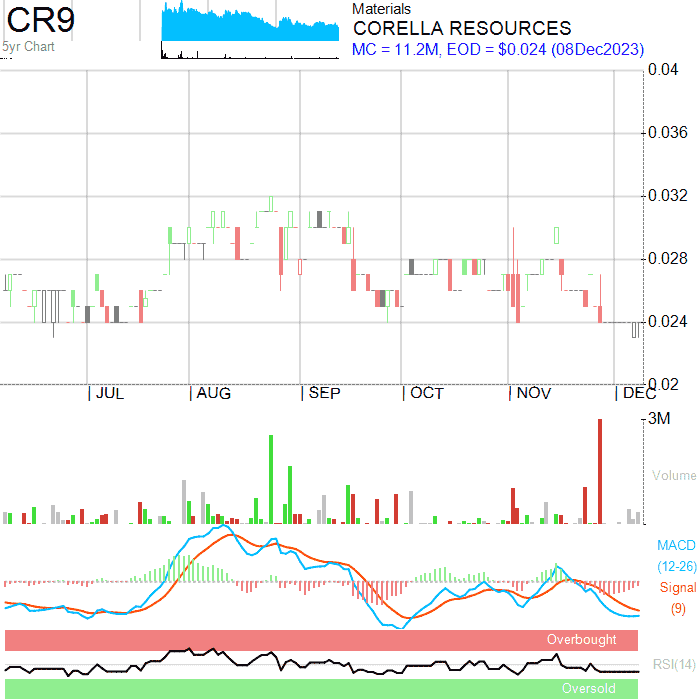 CR9
5yr Chart
Materials
CORELLA RESOURCES
MC = 11.2M, EOD = $0.024 (08Dec2023)
0.04
0.036
0.032
0.028
0.024
0.02
JUL AUG SEP OCT NOV DEC
3M
Volume
MACD
(12-26)
Signal
(9)
Overbought
RSI(14)
Oversold